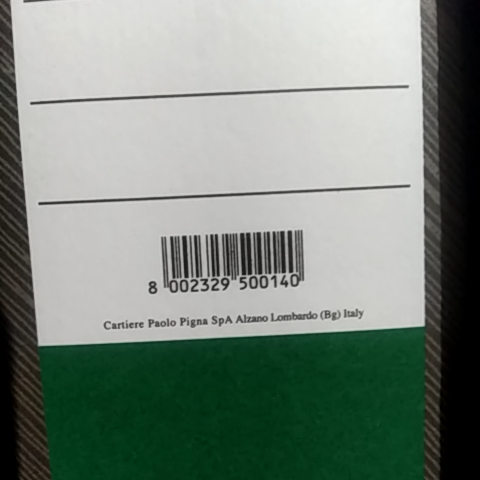 8 002329 500140
Cartiere Paolo Pigna SpA Alzano Lombardo (Bg) Italy